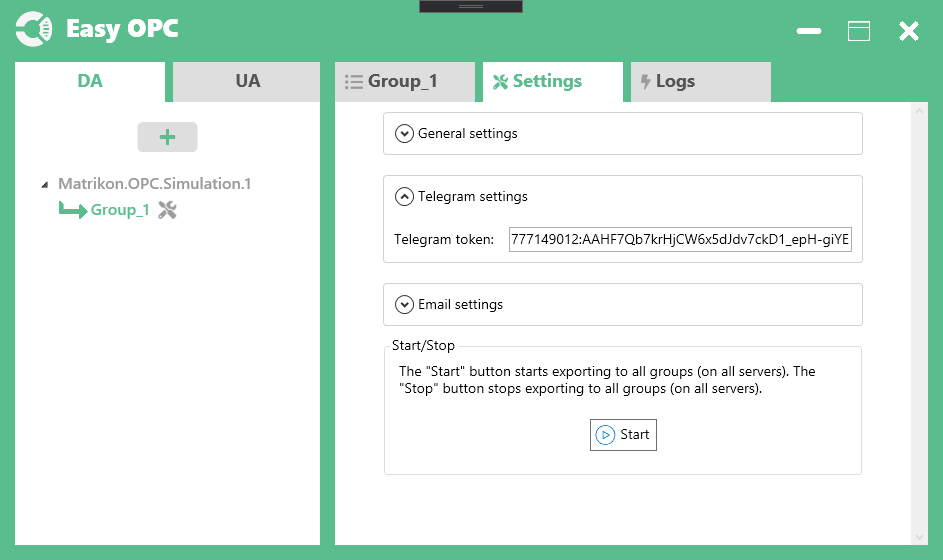 Easy OPC
DA
UA
Group_1
Settings
Logs
Matrikon.OPC.Simulation.1
Group_1
General settings
Telegram settings
Telegram token:
777149012:AAHF7Qb7krHjCW6x5dJdv7ckD1_epH-giYE
Email settings
Start/Stop
The "Start" button starts exporting to all groups (on all servers). The
"Stop" button stops exporting to all groups (on all servers).
Start